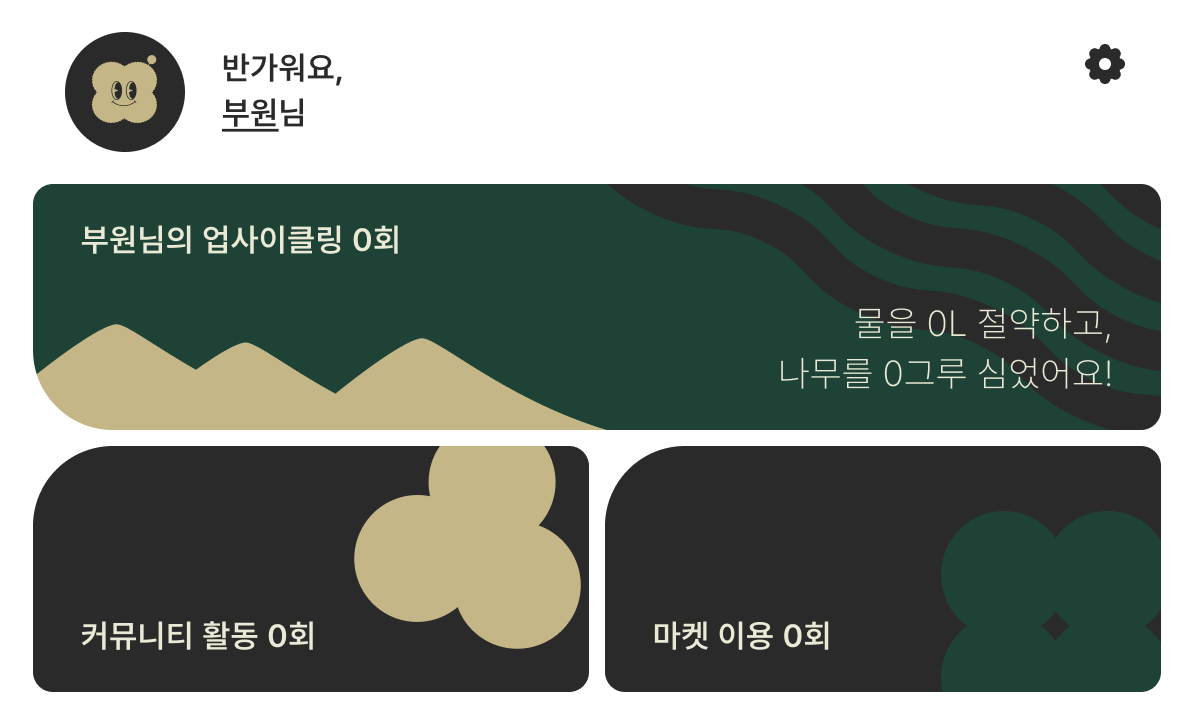 반가워요,
부원님
부원님의 업사이클링 0회
물을 0L 절약하고,
나무를 0그루 심었어요!
커뮤니티 활동 0회
마켓 이용 0회